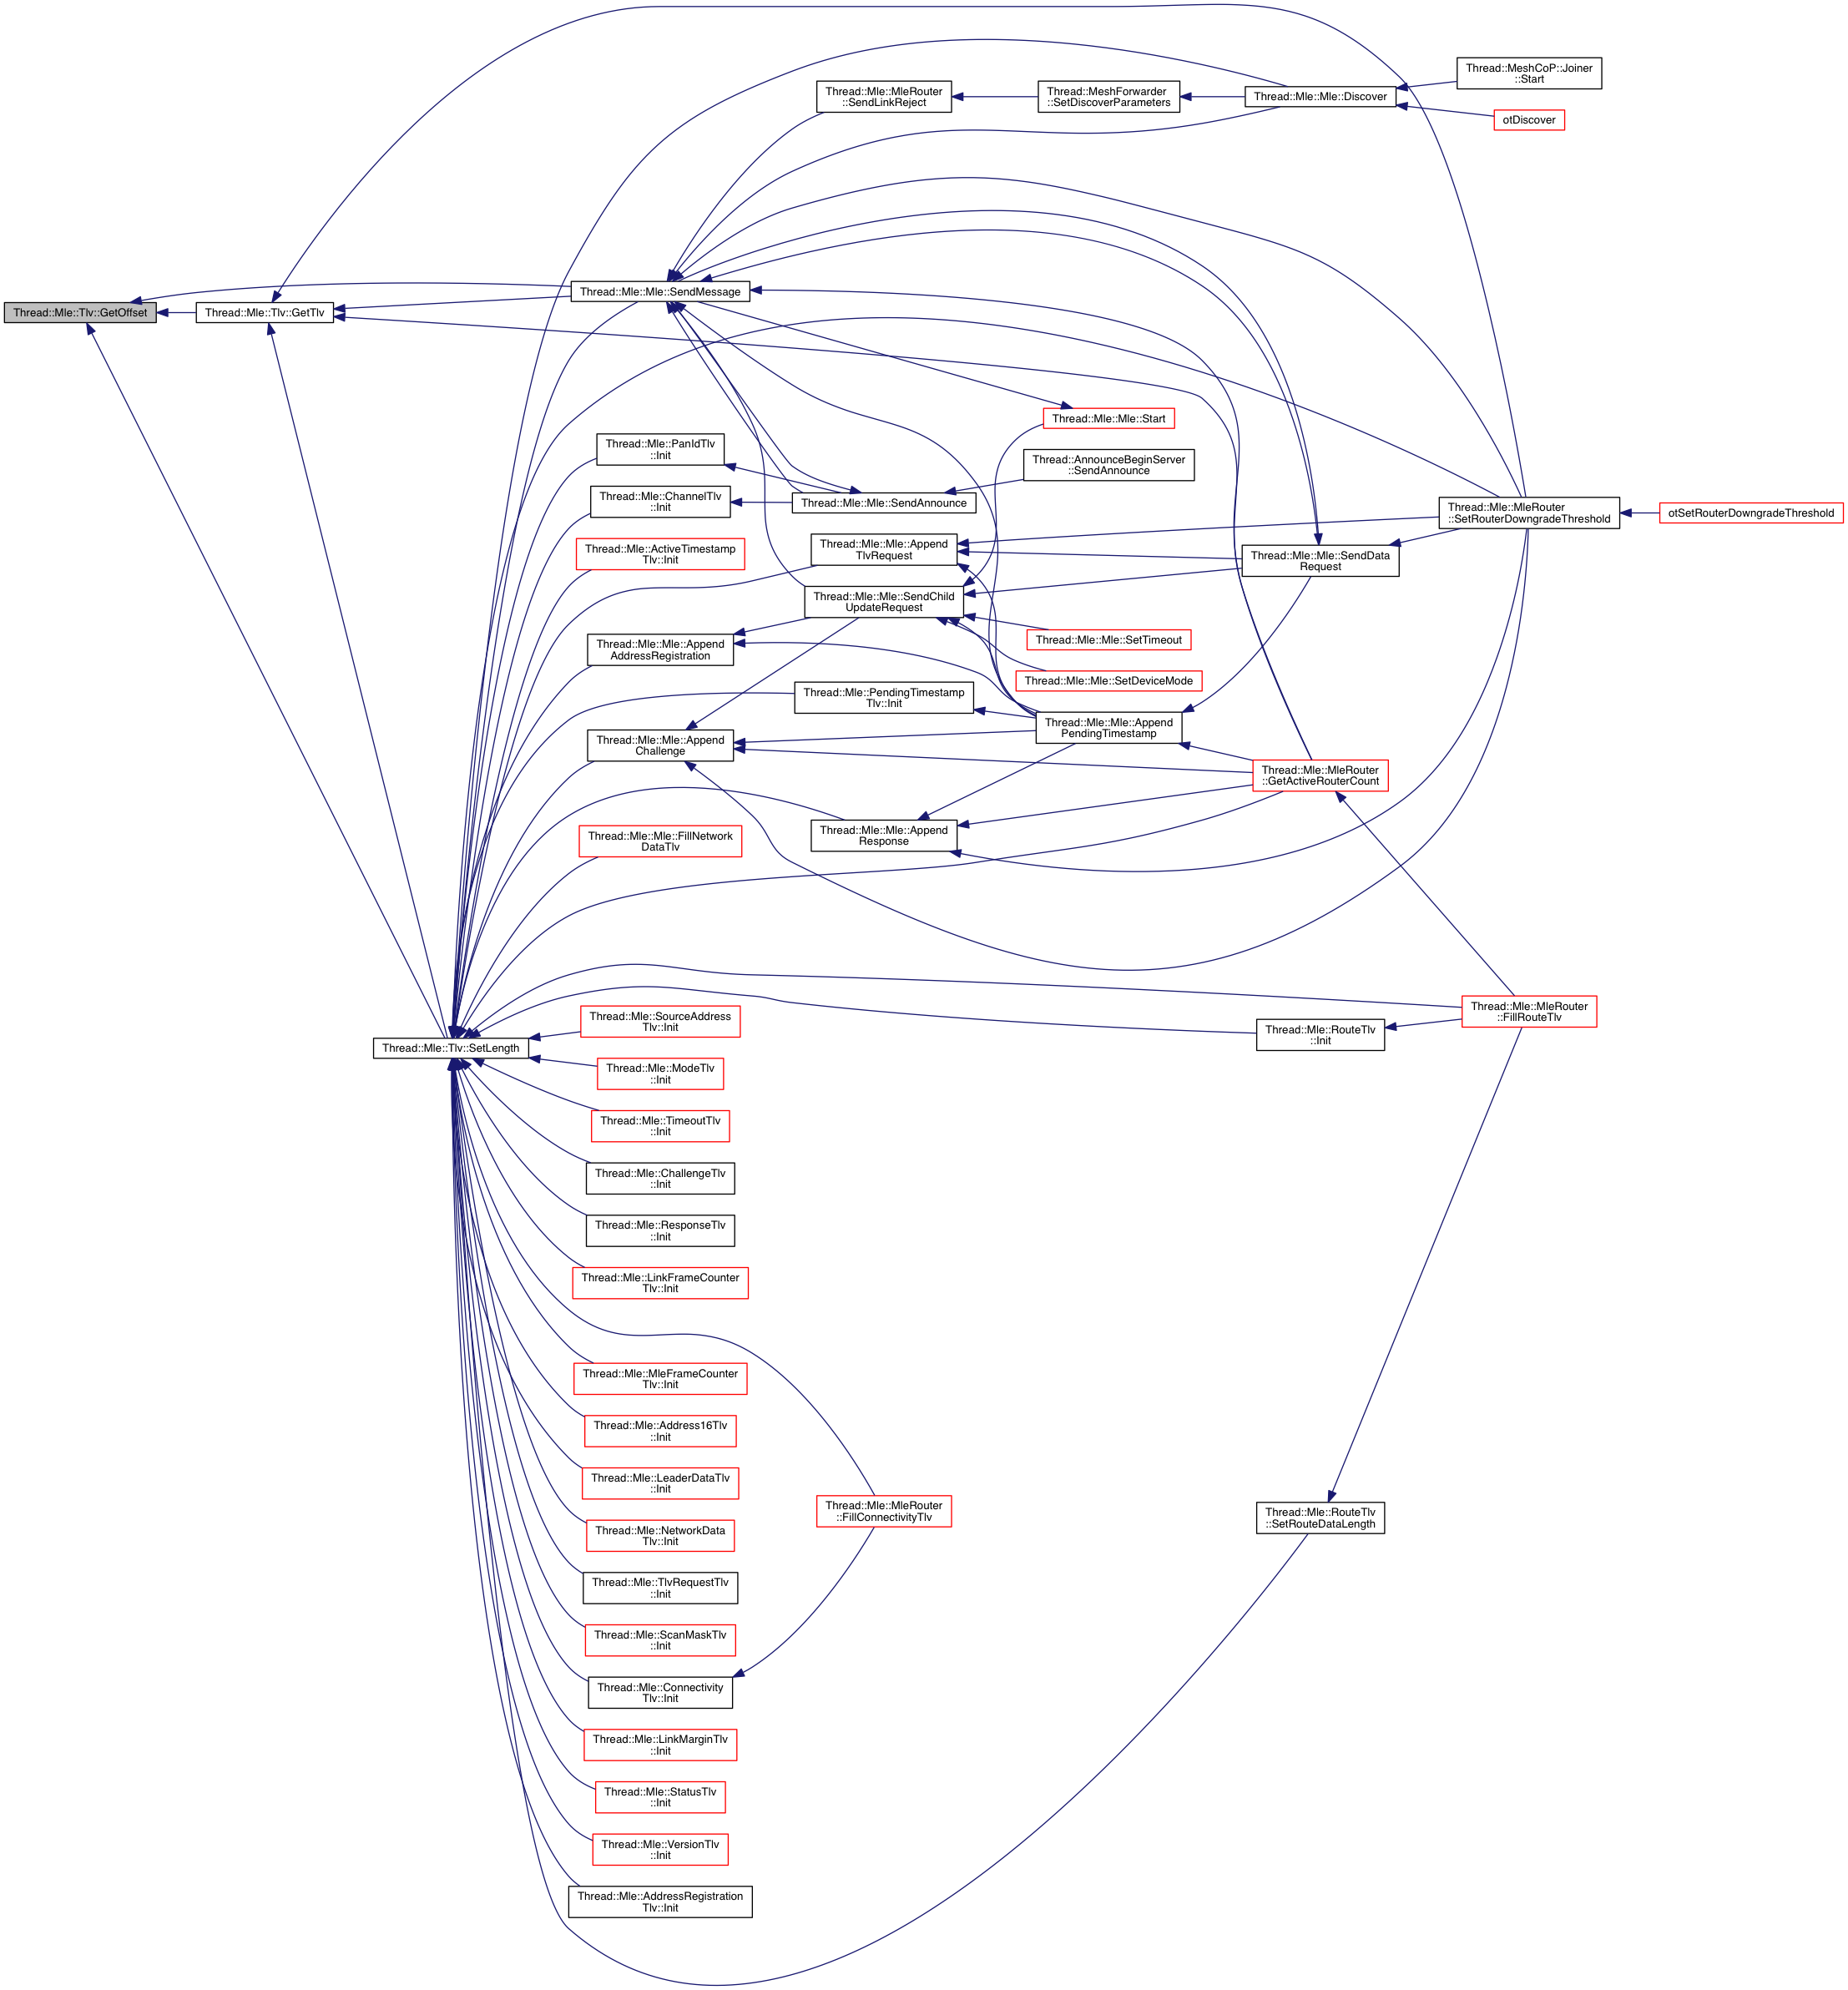 Thread::MeshCoP::Joiner
::Start
Thread::Mle::MleRouter
::SendLinkReject
Thread::MeshForwarder
::SetDiscoverParameters
Thread::Mle::Mle::Discover
otDiscover
Thread::Mle::Mle::SendMessage
Thread::Mle::Tlv::GetOffset
Thread::Mle::Tlv::GetTlv
Thread::Mle::Mle::Start
Thread::Mle::PanIdTlv
::Init
Thread::AnnounceBeginServer
::SendAnnounce
Thread::Mle::ChannelTlv
::Init
Thread::Mle::Mle::SendAnnounce
Thread::Mle::MleRouter
::SetRouterDowngradeThreshold
otSetRouterDowngradeThreshold
Thread::Mle::ActiveTimestamp
Tlv::Init
Thread::Mle::Mle::Append
TlvRequest
Thread::Mle::Mle::SendData
Request
Thread::Mle::Mle::SendChild
UpdateRequest
Thread::Mle::Mle::SetTimeout
Thread::Mle::Mle::Append
AddressRegistration
Thread::Mle::Mle::SetDeviceMode
Thread::Mle::PendingTimestamp
Tlv::Init
Thread::Mle::Mle::Append
PendingTimestamp
Thread::Mle::Mle::Append
Challenge
Thread::Mle::MleRouter
::GetActiveRouterCount
Thread::Mle::Mle::Append
Response
Thread::Mle::Mle::FillNetwork
DataTlv
Thread::Mle::MleRouter
::FillRouteTlv
Thread::Mle::SourceAddress
Tlv::Init
Thread::Mle::RouteTlv
::Init
Thread::Mle::Tlv::SetLength
Thread::Mle::ModeTlv
::Init
Thread::Mle::TimeoutTlv
::Init
Thread::Mle::ChallengeTlv
::Init
Thread::Mle::ResponseTlv
::Init
Thread::Mle::LinkFrameCounter
Tlv::Init
Thread::Mle::MleFrameCounter
Tlv::Init
Thread::Mle::Address16Tlv
::Init
Thread::Mle::LeaderDataTlv
::Init
Thread::Mle::MleRouter
::FillConnectivityTlv
Thread::Mle::RouteTlv
::SetRouteDataLength
Thread::Mle::NetworkData
Tlv::Init
Thread::Mle::TlvRequestTlv
::Init
Thread::Mle::ScanMaskTlv
::Init
Thread::Mle::Connectivity
Tlv::Init
Thread::Mle::LinkMarginTlv
::Init
Thread::Mle::StatusTlv
::Init
Thread::Mle::VersionTlv
::Init
Thread::Mle::AddressRegistration
Tlv::Init